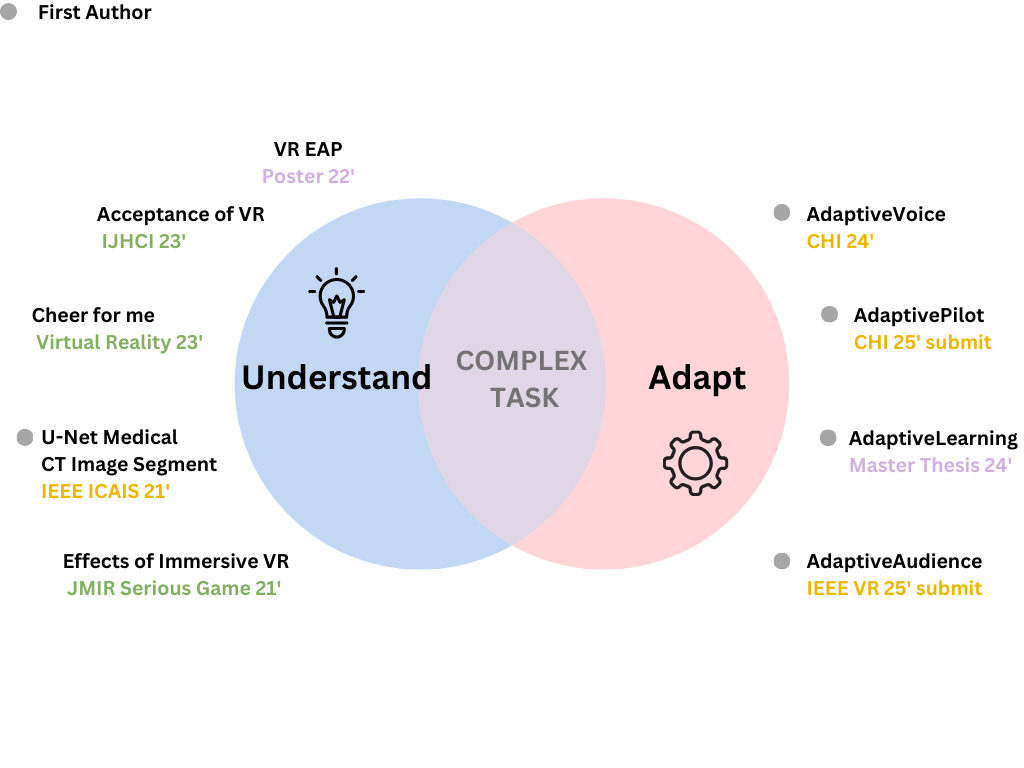 First Author
VR EAP
Poster 22'
Acceptance of VR
IJHCI 23'
Cheer for me
Virtual Reality 23'
U-Net Medical
CT Image Segment
IEEE ICAIS 21'
Effects of Immersive VR
JMIR Serious Game 21'
Understand
COMPLEX
TASK
Adapt
AdaptiveVoice
CHI 24'
AdaptivePilot
CHI 25' submit
AdaptiveLearning
Master Thesis 24'
AdaptiveAudience
IEEE VR 25' submit